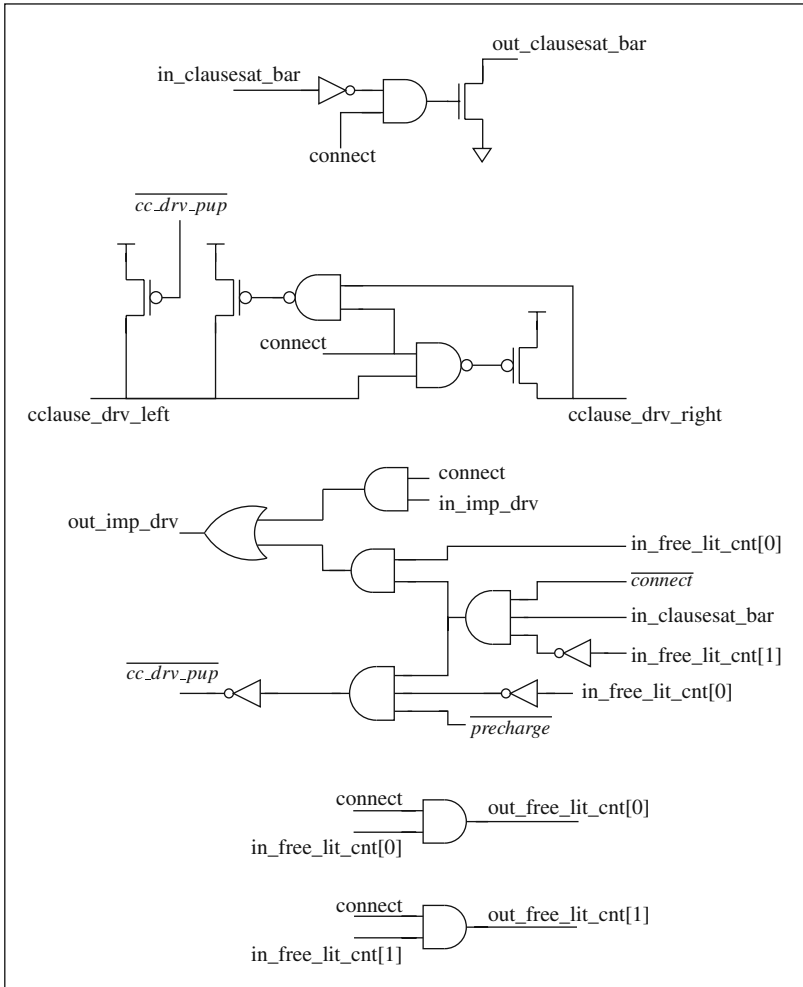 out_clausesat_bar
in_clausesat_bar
connect
cc_drv_pup
connect
cclause_drv_left
cclause_drv_right
connect
in_imp_drv
out_imp_drv
in_free_lit_cnt[0]
connect
in_clausesat_bar
in_free_lit_cnt[1]
cc_drv_pup
in_free_lit_cnt[0]
precharge
connect
out_free_lit_cnt[0]
in_free_lit_cnt[0]
connect
out_free_lit_cnt[1]
in_free_lit_cnt[1]